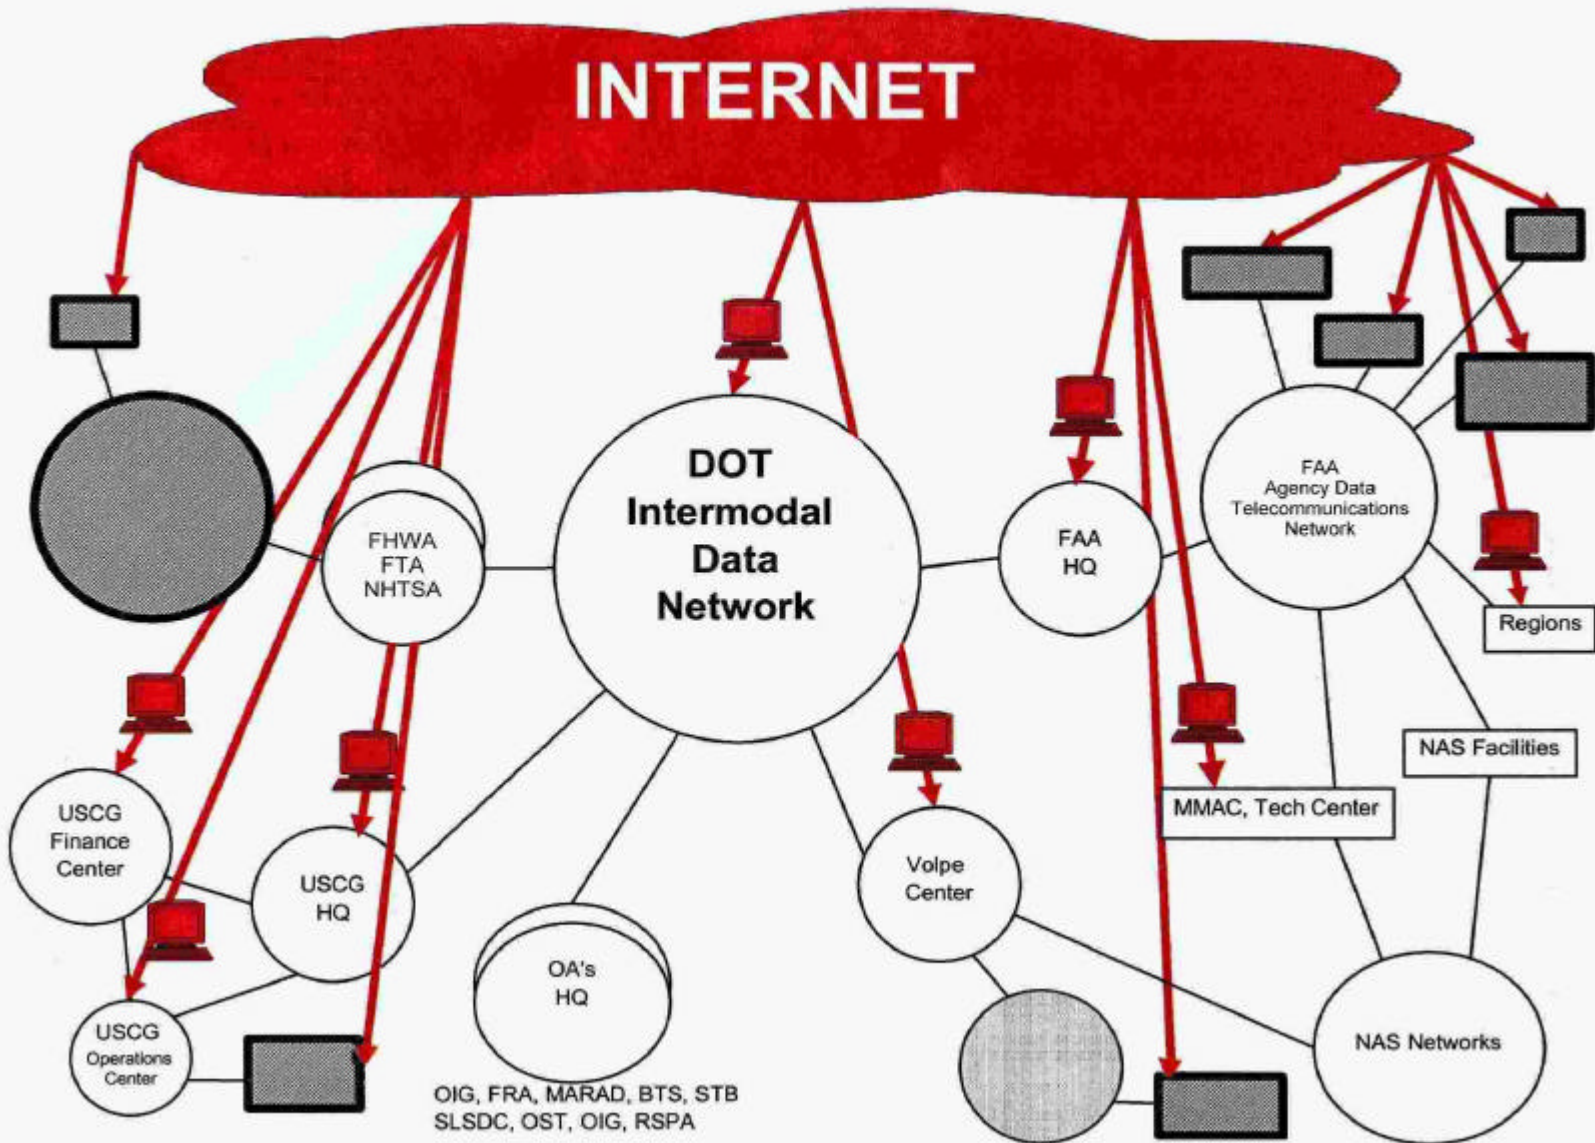 INTERNET
DOT
Intermodal
Data
Network
FHWA
FTA
NHTSA
FAA
HQ
FAA
Agency Data
Telecommunications
Network
Regions
NAS Facilities
MMAC, Tech Center
USCG
Finance
Center
USCG
HQ
Volpe
Center
OA's
HQ
USCG
Operations
Center
NAS Networks
OIG, FRA, MARAD, BTS, STB
SLSDC, OST, OIG, RSPA